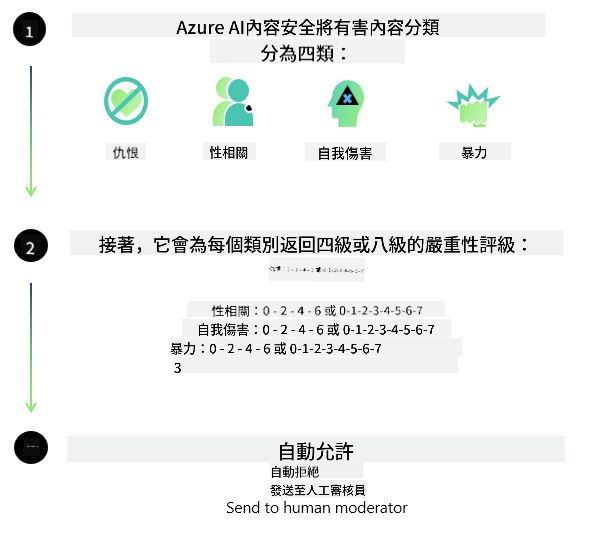 1
Azure AI內容安全將有害內容分類
分為四類：
仇恨
性相關
自我傷害
暴力
2
接著，它會為每個類別返回四級或八級的嚴重性評級：
性相關：0 - 2 - 4 - 6 或 0-1-2-3-4-5-6-7
自我傷害：0 - 2 - 4 - 6 或 0-1-2-3-4-5-6-7
暴力：0 - 2 - 4 - 6 或 0-1-2-3-4-5-6-7
3
自動允許
自動拒絕
發送至人工審核員
Send to human moderator